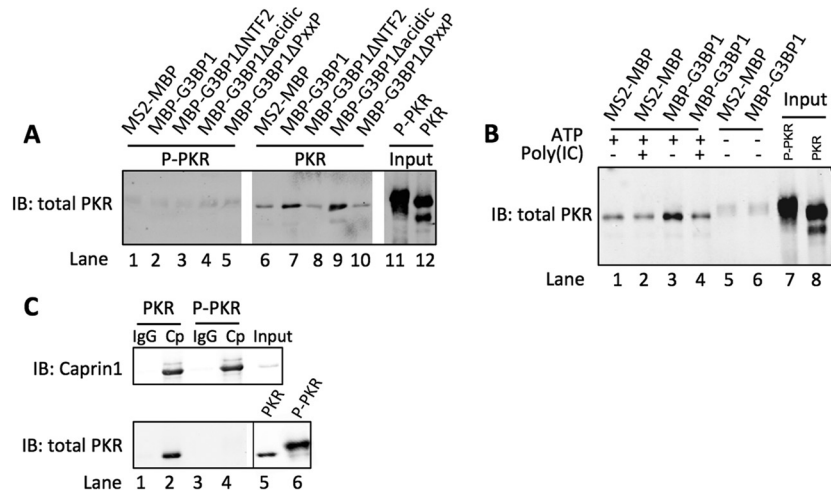 A
MS2-MBP
MBP-G3BP1
MBP-G3BP1ΔNTF2
MBP-G3BP1Δacidic
MBP-G3BP1ΔPxxP
MS2-MBP
MBP-G3BP1
MBP-G3BP1ΔNTF2
MBP-G3BP1Δacidic
MBP-G3BP1ΔPxxP
P-PKR
PKR
P-PKR PKR Input
IB: total PKR
Lane 1 2 3 4 5 6 7 8 9 10 11 12
B
MS2-MBP
MS2-MBP
MBP-G3BP1
MBP-G3BP1
MS2-MBP
MBP-G3BP1
Input
P-PKR
PKR
ATP + + + + - -
Poly(IC) - + - + - -
IB: total PKR
Lane 1 2 3 4 5 6 7 8
C
PKR P-PKR
IgG Cp IgG Cp Input
IB: Caprin1
PKR
P-PKR
IB: total PKR
Lane 1 2 3 4 5 6